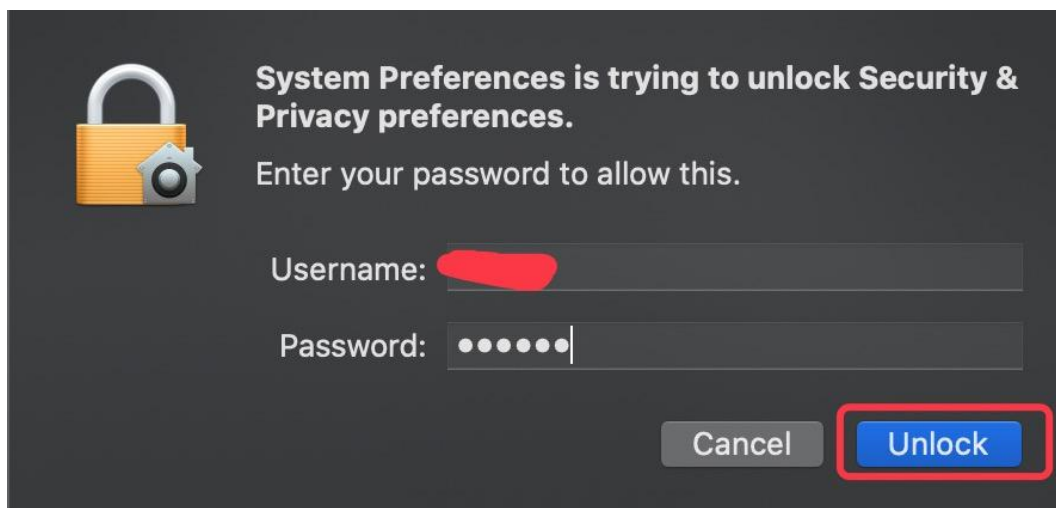 System Preferences is trying to unlock Security &
Privacy preferences.
Enter your password to allow this.
Username:
Password: ●●●●●●
Cancel
Unlock